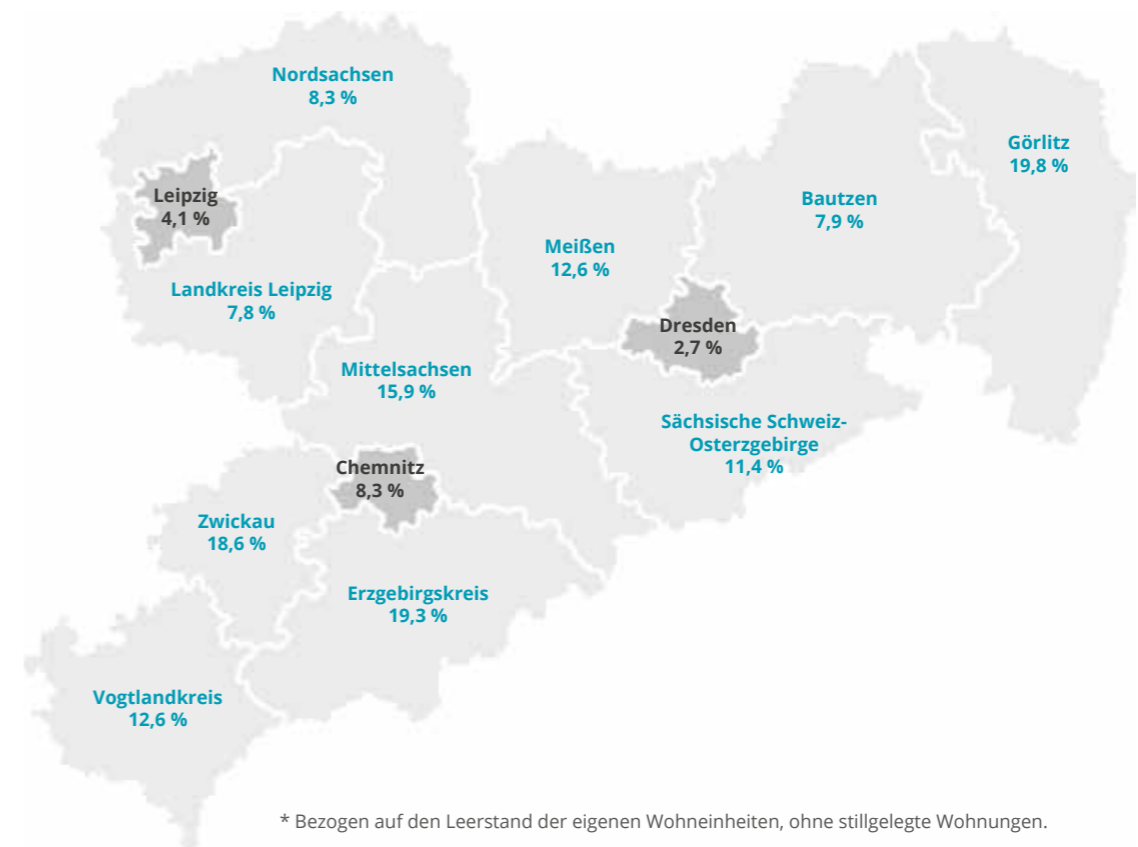 Nordsachsen
8,3 %
Görlitz
19,8 %
Leipzig
4,1 %
Bautzen
7,9 %
Meißen
12,6 %
Landkreis Leipzig
7,8 %
Dresden
2,7 %
Mittelsachsen
15,9 %
Sächsische Schweiz-
Osterzgebirge
11,4 %
Chemnitz
8,3 %
Zwickau
18,6 %
Erzgebirgskreis
19,3 %
Vogtlandkreis
12,6 %
* Bezogen auf den Leerstand der eigenen Wohneinheiten, ohne stillgelegte Wohnungen.